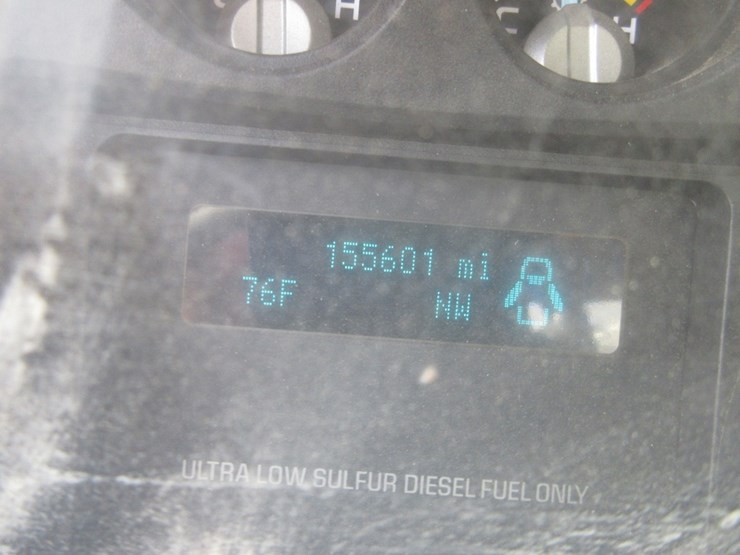 H
H
155601 mi
76F NW
ULTRA LOW SULFUR DIESEL FUEL ONLY